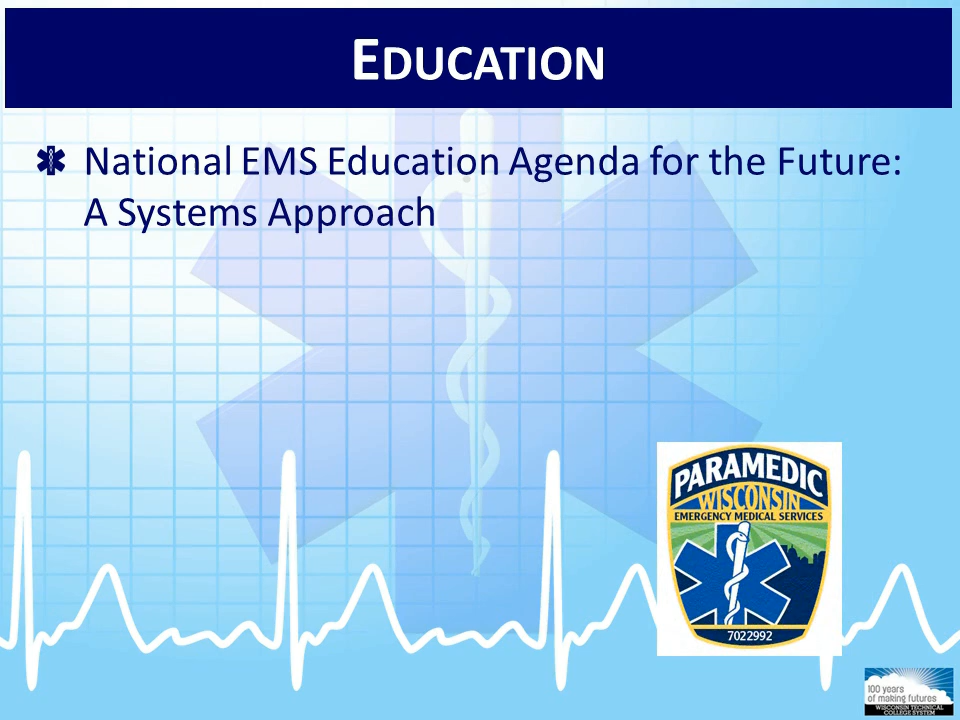 EDUCATION
National EMS Education Agenda for the Future:
A Systems Approach
PARAMEDIC
WISCONSIN
EMERGENCY MEDICAL SERVICES
7022992
100 years
of making futures
WISCONSIN TECHNICAL
COLLEGE SYSTEM